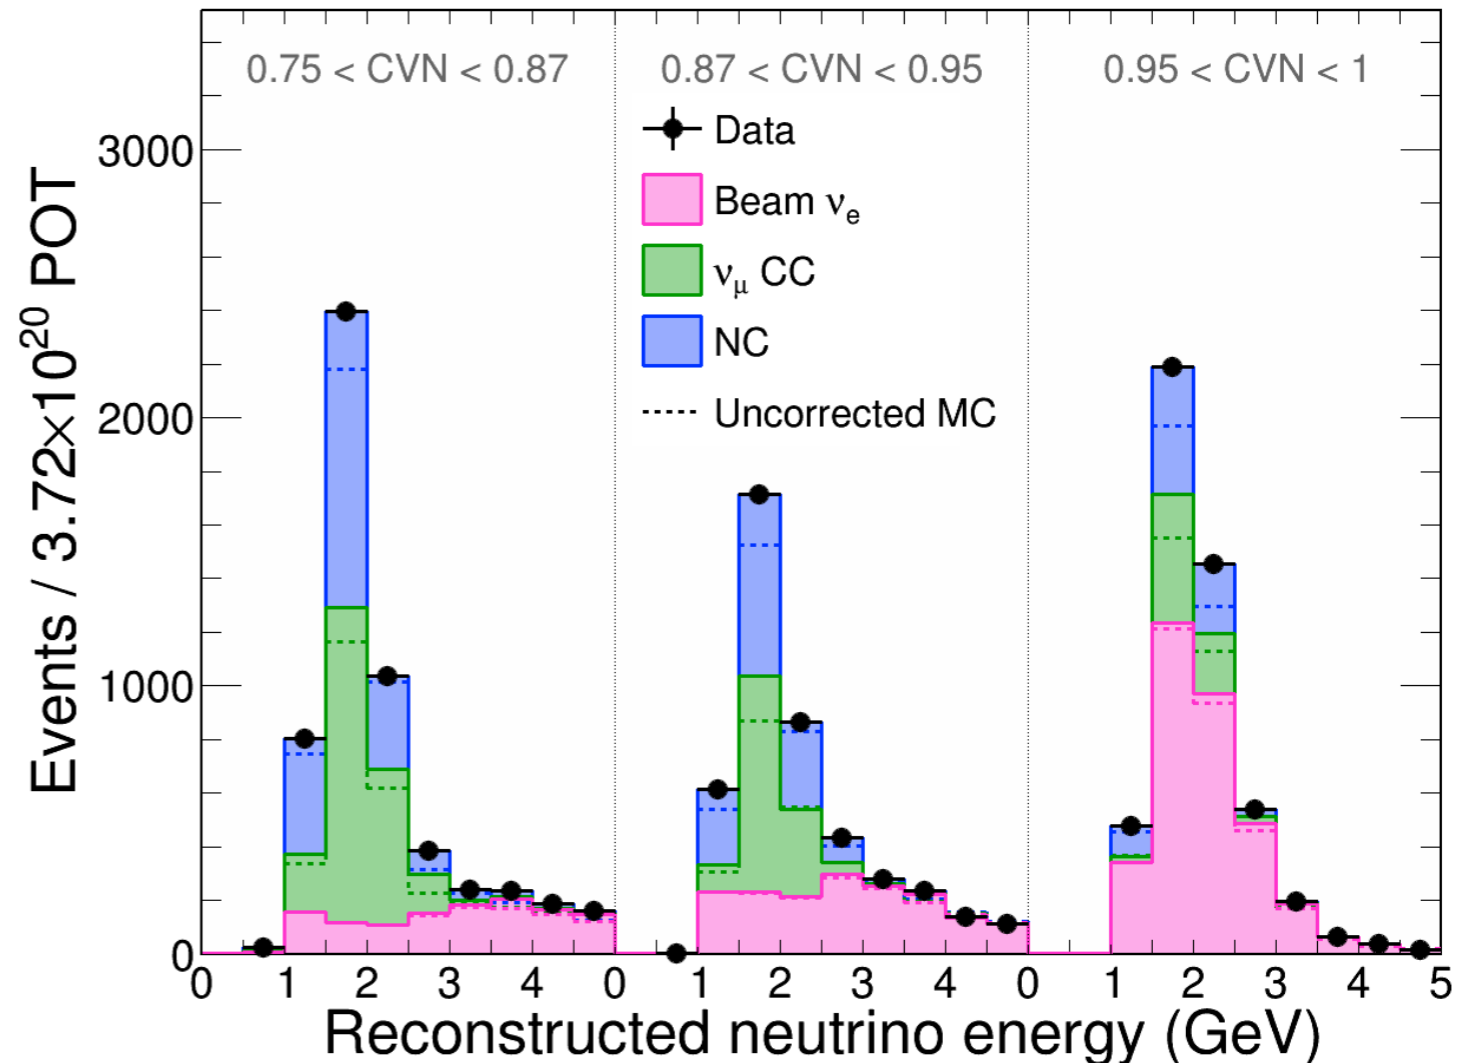 0.75 < CVN < 0.87
0.87 < CVN < 0.95
0.95 < CVN < 1
Data
Beam νₑ
ν_μ CC
NC
Uncorrected MC
Events / 3.72×10²⁰ POT
3000
2000
1000
0
0 1 2 3 4 0 1 2 3 4 0 1 2 3 4 5
Reconstructed neutrino energy (GeV)